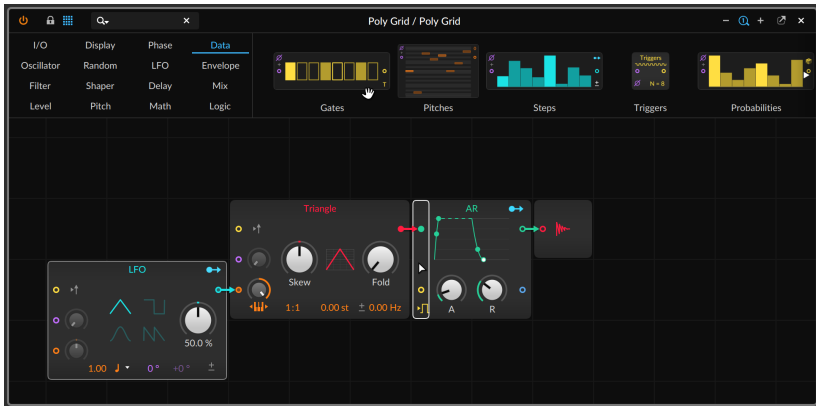 Poly Grid / Poly Grid
I/O Display Phase Data
Oscillator Random LFO Envelope
Filter Shaper Delay Mix
Level Pitch Math Logic
Triggers
T
N = 8
Gates Pitches Steps Triggers Probabilities
Triangle
Skew Fold
1:1 0.00 st ± 0.00 Hz
AR
A R
LFO
50.0 %
1.00 0° +0° ±